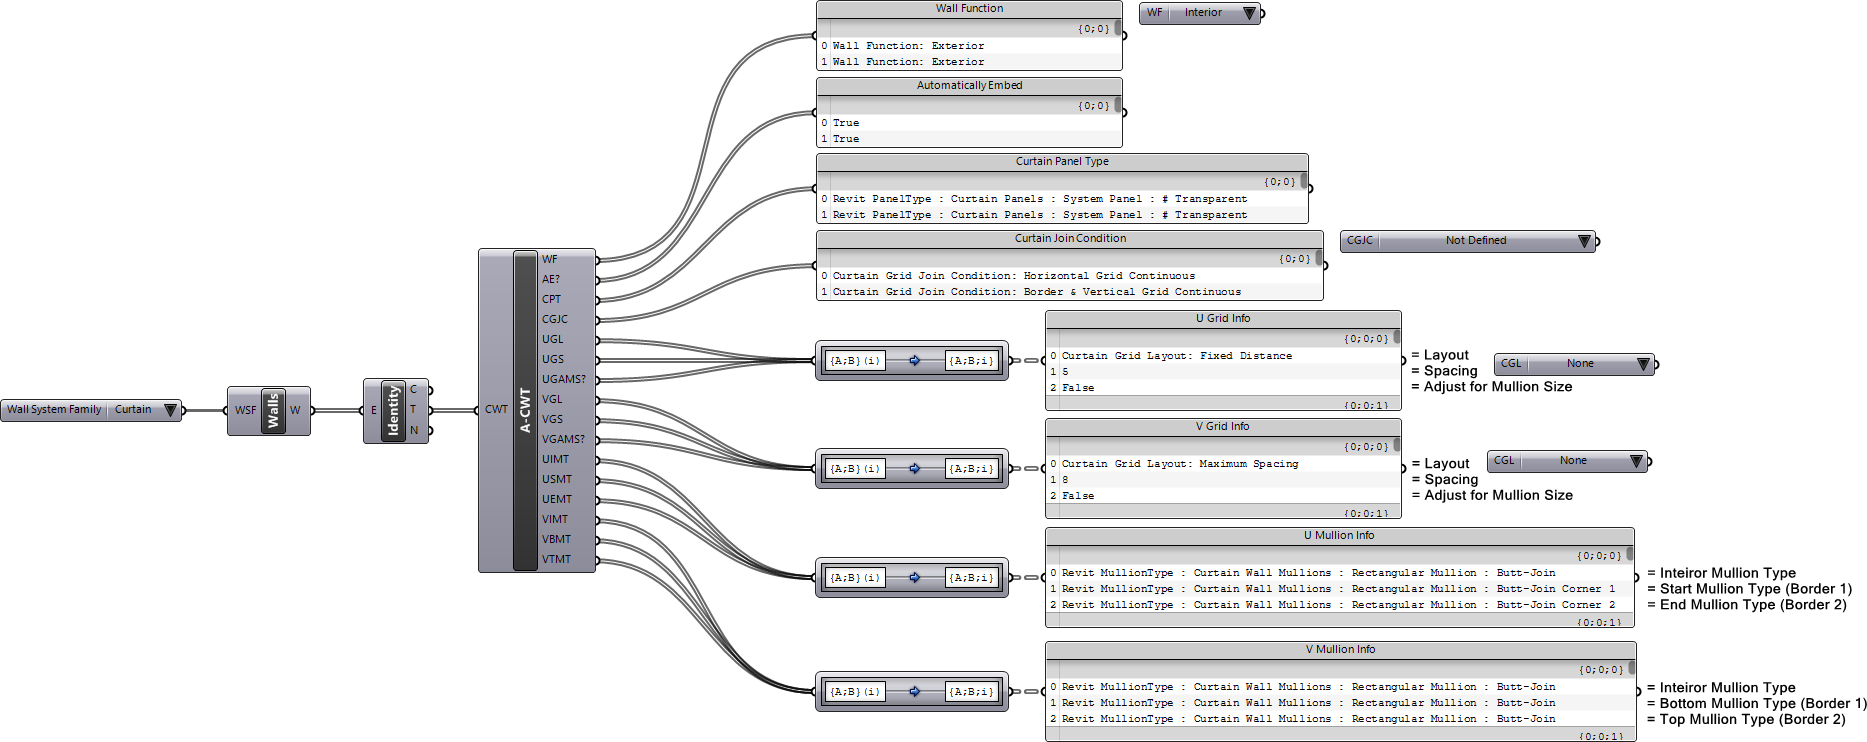 Wall Function
{0;0}
0 Wall Function: Exterior
1 Wall Function: Exterior
WF Interior
Automatically Embed
{0;0}
0 True
1 True
Curtain Panel Type
{0;0}
0 Revit PanelType : Curtain Panels : System Panel : # Transparent
1 Revit PanelType : Curtain Panels : System Panel : # Transparent
Curtain Join Condition
{0;0}
0 Curtain Grid Join Condition: Horizontal Grid Continuous
1 Curtain Grid Join Condition: Border & Vertical Grid Continuous
CGJC Not Defined
Wall System Family Curtain
WSF Walls W
E Identity C T N
CWT A-CWT
WF
AE?
CPT
CGJC
UGL
UGS
UGAMS?
VGL
VGS
VGAMS?
UIMT
USMT
UEMT
VIMT
VBMT
VTMT
{A;B}(i) {A;B;i}
U Grid Info
{0;0;0}
0 Curtain Grid Layout: Fixed Distance
1 5
2 False
{0;0;1}
= Layout
= Spacing
= Adjust for Mullion Size
CGL None
{A;B}(i) {A;B;i}
V Grid Info
{0;0;0}
0 Curtain Grid Layout: Maximum Spacing
1 8
2 False
{0;0;1}
= Layout
= Spacing
= Adjust for Mullion Size
CGL None
{A;B}(i) {A;B;i}
U Mullion Info
{0;0;0}
0 Revit MullionType : Curtain Wall Mullions : Rectangular Mullion : Butt-Join
1 Revit MullionType : Curtain Wall Mullions : Rectangular Mullion : Butt-Join Corner 1
2 Revit MullionType : Curtain Wall Mullions : Rectangular Mullion : Butt-Join Corner 2
{0;0;1}
= Inteiror Mullion Type
= Start Mullion Type (Border 1)
= End Mullion Type (Border 2)
{A;B}(i) {A;B;i}
V Mullion Info
{0;0;0}
0 Revit MullionType : Curtain Wall Mullions : Rectangular Mullion : Butt-Join
1 Revit MullionType : Curtain Wall Mullions : Rectangular Mullion : Butt-Join
2 Revit MullionType : Curtain Wall Mullions : Rectangular Mullion : Butt-Join
{0;0;1}
= Inteiror Mullion Type
= Bottom Mullion Type (Border 1)
= Top Mullion Type (Border 2)